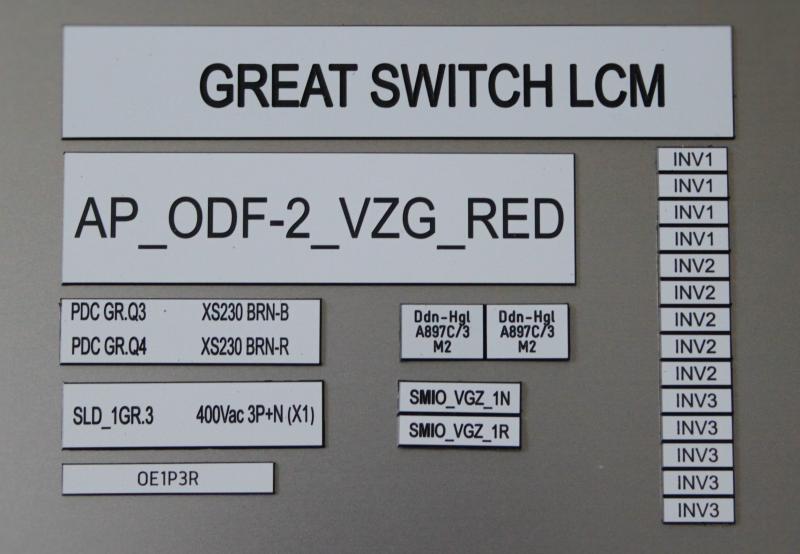 GREAT SWITCH LCM
AP_ODF-2_VZG_RED
PDC GR.Q3 XS230 BRN-B
PDC GR.Q4 XS230 BRN-R
SLD_1GR.3 400Vac 3P+N (X1)
OE1P3R
Ddn-Hgl
A897C/3
M2
Ddn-Hgl
A897C/3
M2
SMIO_VGZ_1N
SMIO_VGZ_1R
INV1
INV1
INV1
INV1
INV2
INV2
INV2
INV2
INV2
INV3
INV3
INV3
INV3
INV3